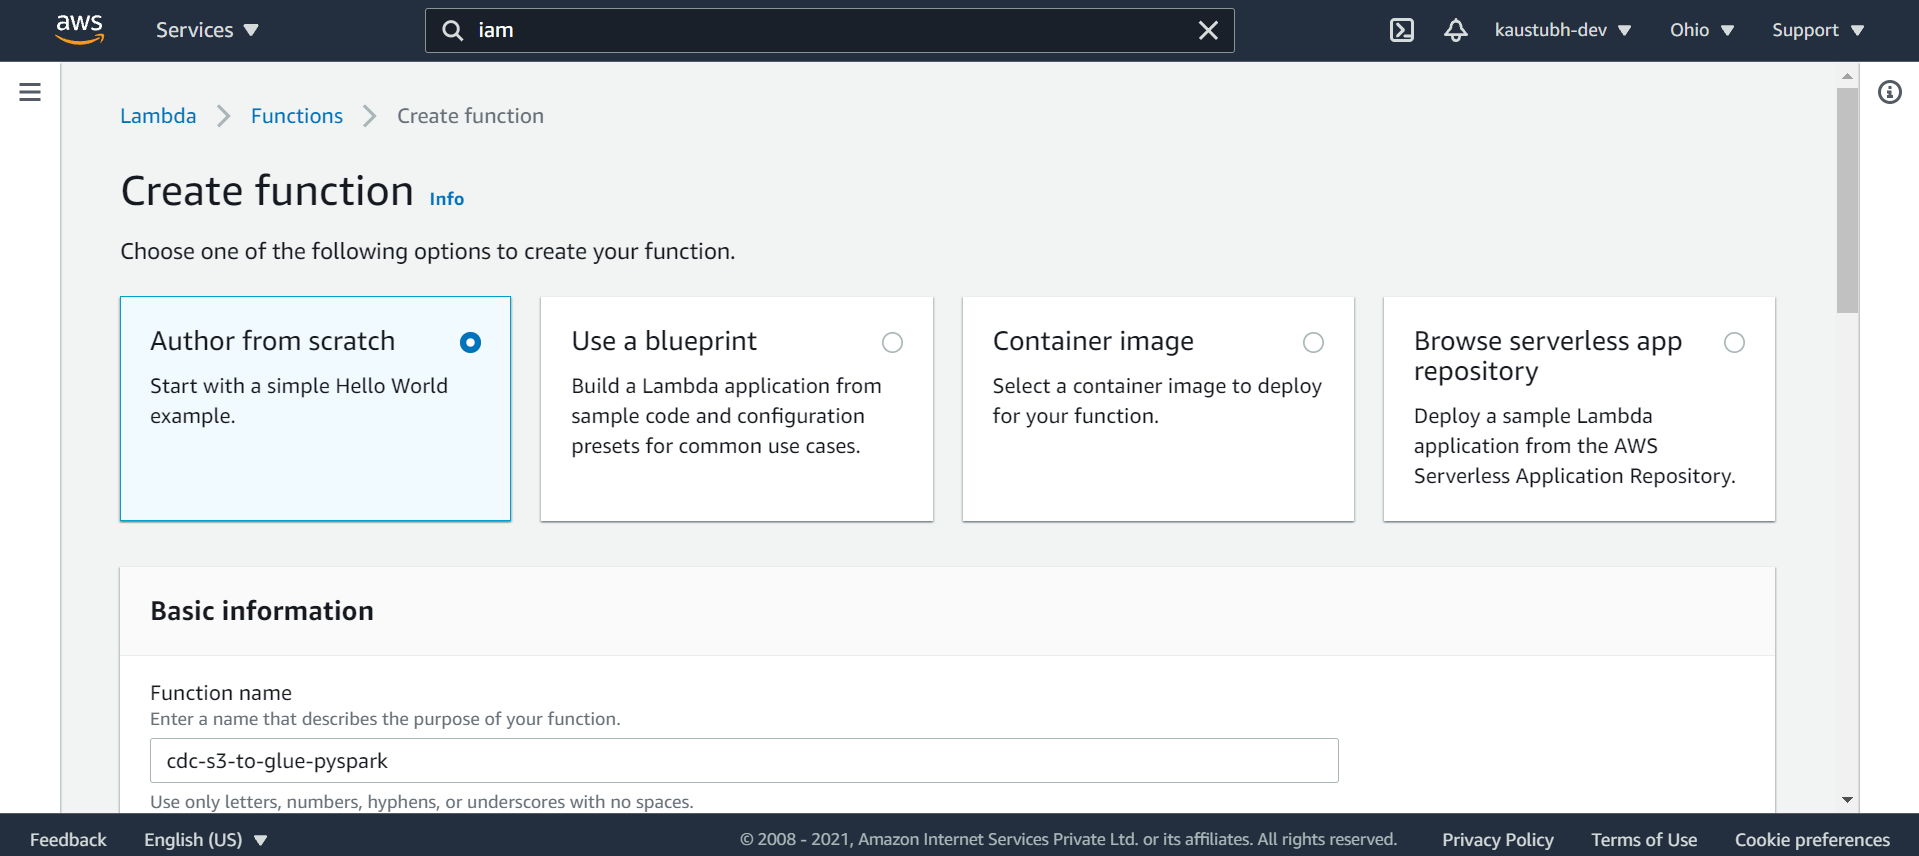 aws Services iam kaustubh-dev Ohio Support
Lambda Functions Create function
Create function Info
Choose one of the following options to create your function.
Author from scratch
Start with a simple Hello World
example.
Use a blueprint
Build a Lambda application from
sample code and configuration
presets for common use cases.
Container image
Select a container image to deploy
for your function.
Browse serverless app
repository
Deploy a sample Lambda
application from the AWS
Serverless Application Repository.
Basic information
Function name
Enter a name that describes the purpose of your function.
cdc-s3-to-glue-pyspark
Use only letters, numbers, hyphens, or underscores with no spaces.
Feedback English (US) © 2008 - 2021, Amazon Internet Services Private Ltd. or its affiliates. All rights reserved. Privacy Policy Terms of Use Cookie preferences